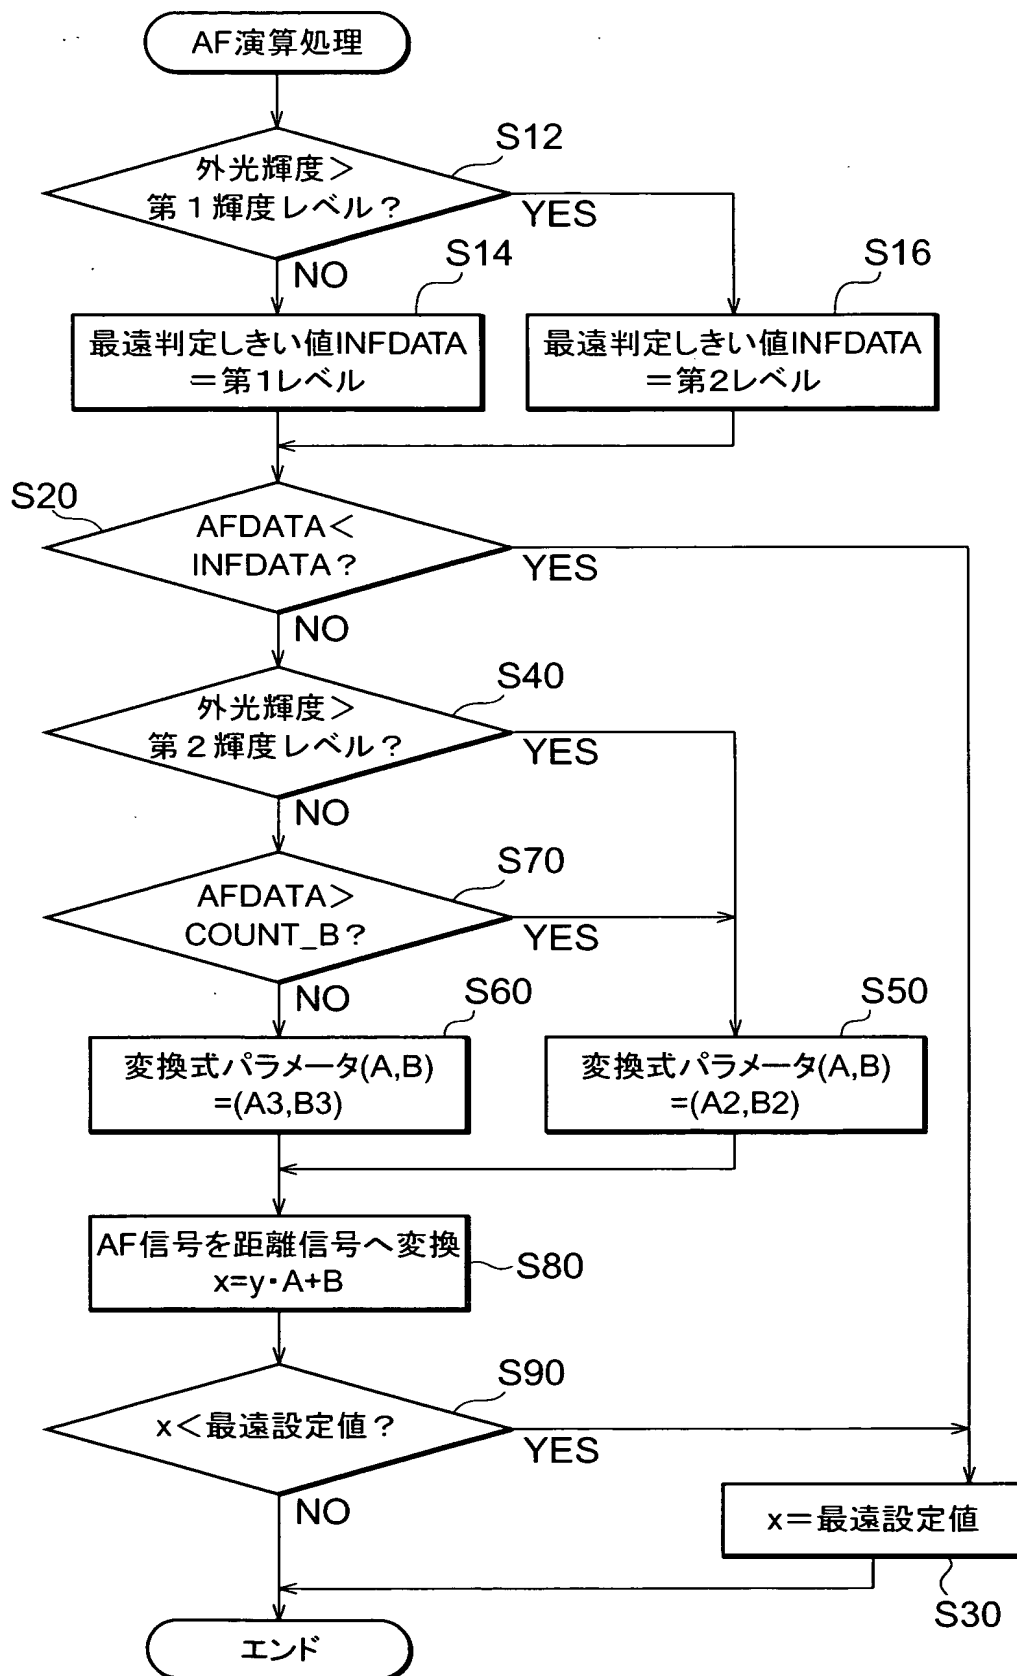 AF演算処理
S12
外光輝度＞
第１輝度レベル？
YES
NO
S14
S16
最遠判定しきい値INFDATA
＝第1レベル
最遠判定しきい値INFDATA
＝第2レベル
S20
AFDATA＜
INFDATA？
YES
NO
S40
外光輝度＞
第２輝度レベル？
YES
NO
S70
AFDATA＞
COUNT_B？
YES
NO
S60
S50
変換式パラメータ(A,B)
=(A3,B3)
変換式パラメータ(A,B)
=(A2,B2)
AF信号を距離信号へ変換
x=y・A+B
S80
S90
x＜最遠設定値？
YES
NO
x＝最遠設定値
S30
エンド